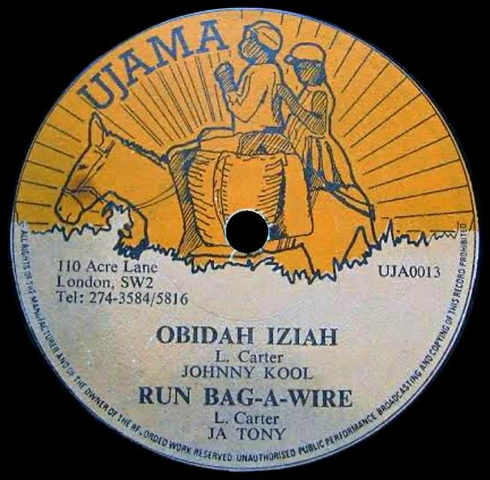 UJAMA
110 Acre Lane
London, SW2
Tel: 274-3584/5816
UJA0013
OBIDAH IZIAH
L. Carter
JOHNNY KOOL
RUN BAG-A-WIRE
L. Carter
JA TONY
ALL RIGHTS OF THE MANUFACTURER AND OF THE OWNER OF THE RECORDED WORK RESERVED. UNAUTHORISED PUBLIC PERFORMANCE BROADCASTING AND COPYING OF THIS RECORD PROHIBITED